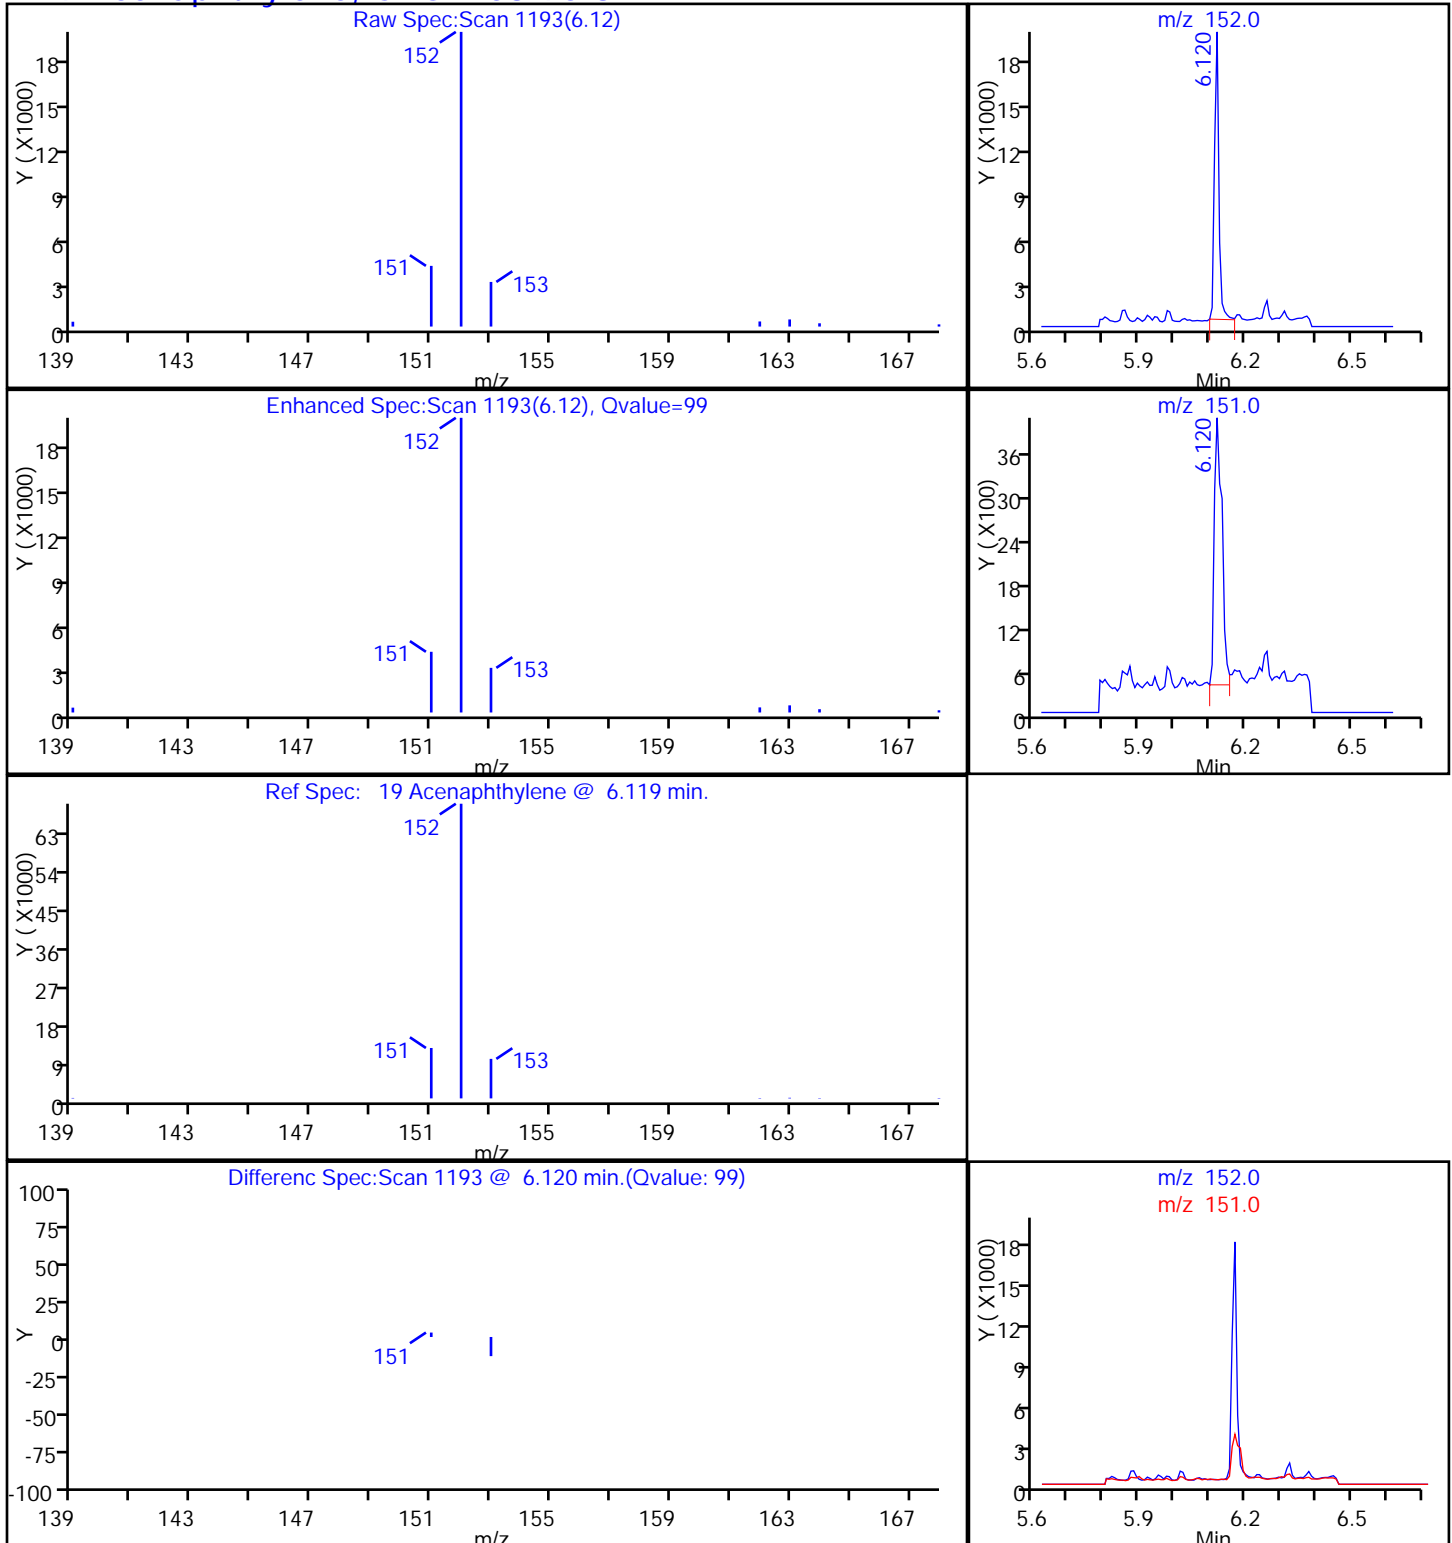 Raw Spec:Scan 1193(6.12)
Y ( X1000)
18
15
12
9
6
3
0
152
151
153
139 143 147 151 155 159 163 167
m/z
m/z 152.0
Y ( X1000)
18
15
12
9
6
3
0
6.120
5.6 5.9 6.2 6.5
Min
Enhanced Spec:Scan 1193(6.12), Qvalue=99
Y ( X1000)
18
15
12
9
6
3
0
152
151
153
139 143 147 151 155 159 163 167
m/z
m/z 151.0
Y ( X100)
36
30
24
18
12
6
0
6.120
5.6 5.9 6.2 6.5
Min
Ref Spec: 19 Acenaphthylene @ 6.119 min.
Y ( X1000)
63
54
45
36
27
18
9
0
152
151
153
139 143 147 151 155 159 163 167
m/z
Differenc Spec:Scan 1193 @ 6.120 min.(Qvalue: 99)
Y
100
75
50
25
0
-25
-50
-75
-100
151
139 143 147 151 155 159 163 167
m/z
m/z 152.0
m/z 151.0
Y ( X1000)
18
15
12
9
6
3
0
5.6 5.9 6.2 6.5
Min